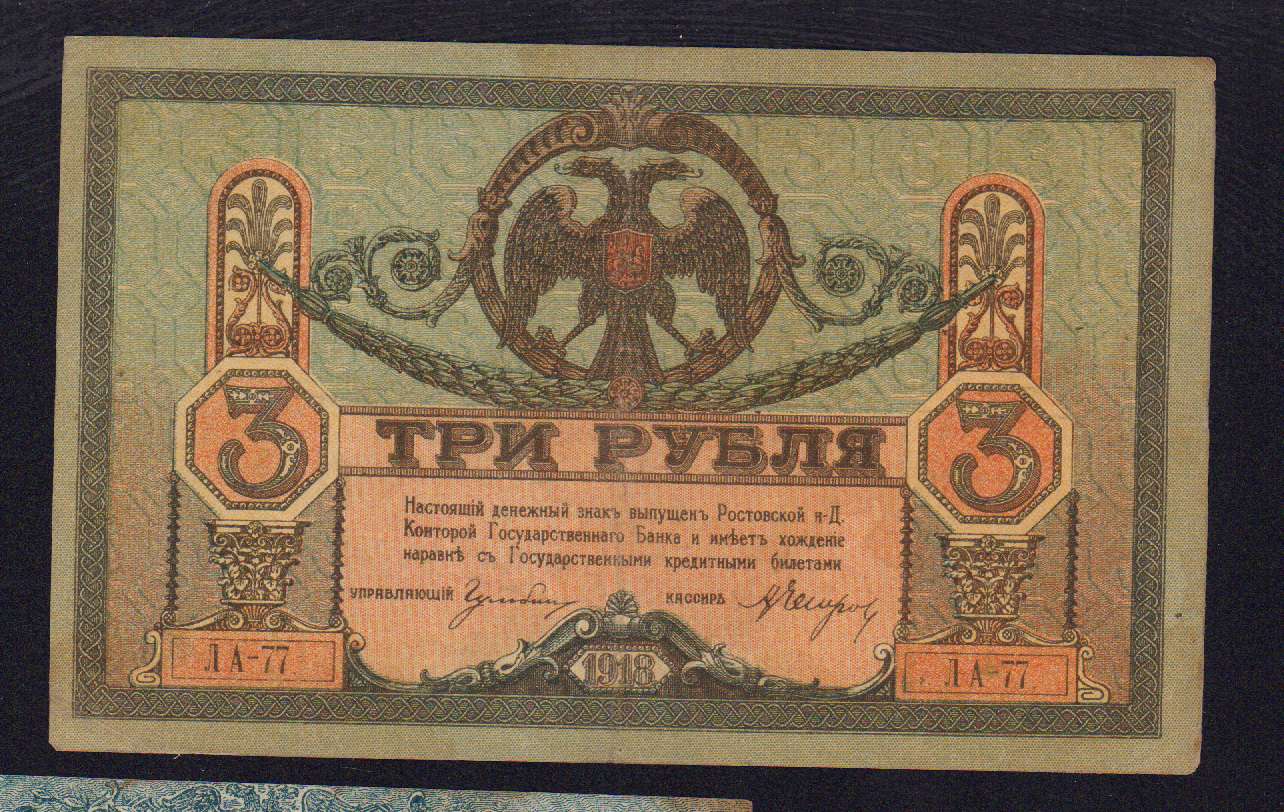 3
3
ТРИ РУБЛЯ
Настоящій денежный знакъ выпущенъ Ростовской н-Д.
Конторой Государственнаго Банка и имѣетъ хожденіе
наравнѣ съ Государственными кредитными билетами
УПРАВЛЯЮЩІЙ КАССИРЪ
ЛА-77
1918
ЛА-77